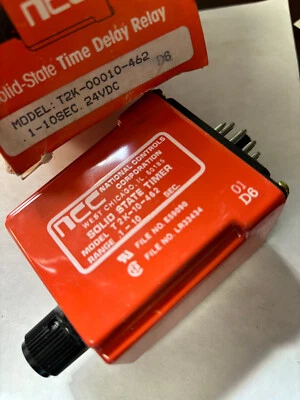 NCC
Solid-State Time Delay Relay
MODEL: T2K-00010-462
.1-10SEC. 24VDC
D6
NCC
NATIONAL CONTROLS
CORPORATION
WEST CHICAGO, IL 60185
SOLID STATE TIMER
MODEL T2K-10-462
RANGE .1-10 SEC.
FILE NO. E59090
FILE NO. LR33434
01
D6